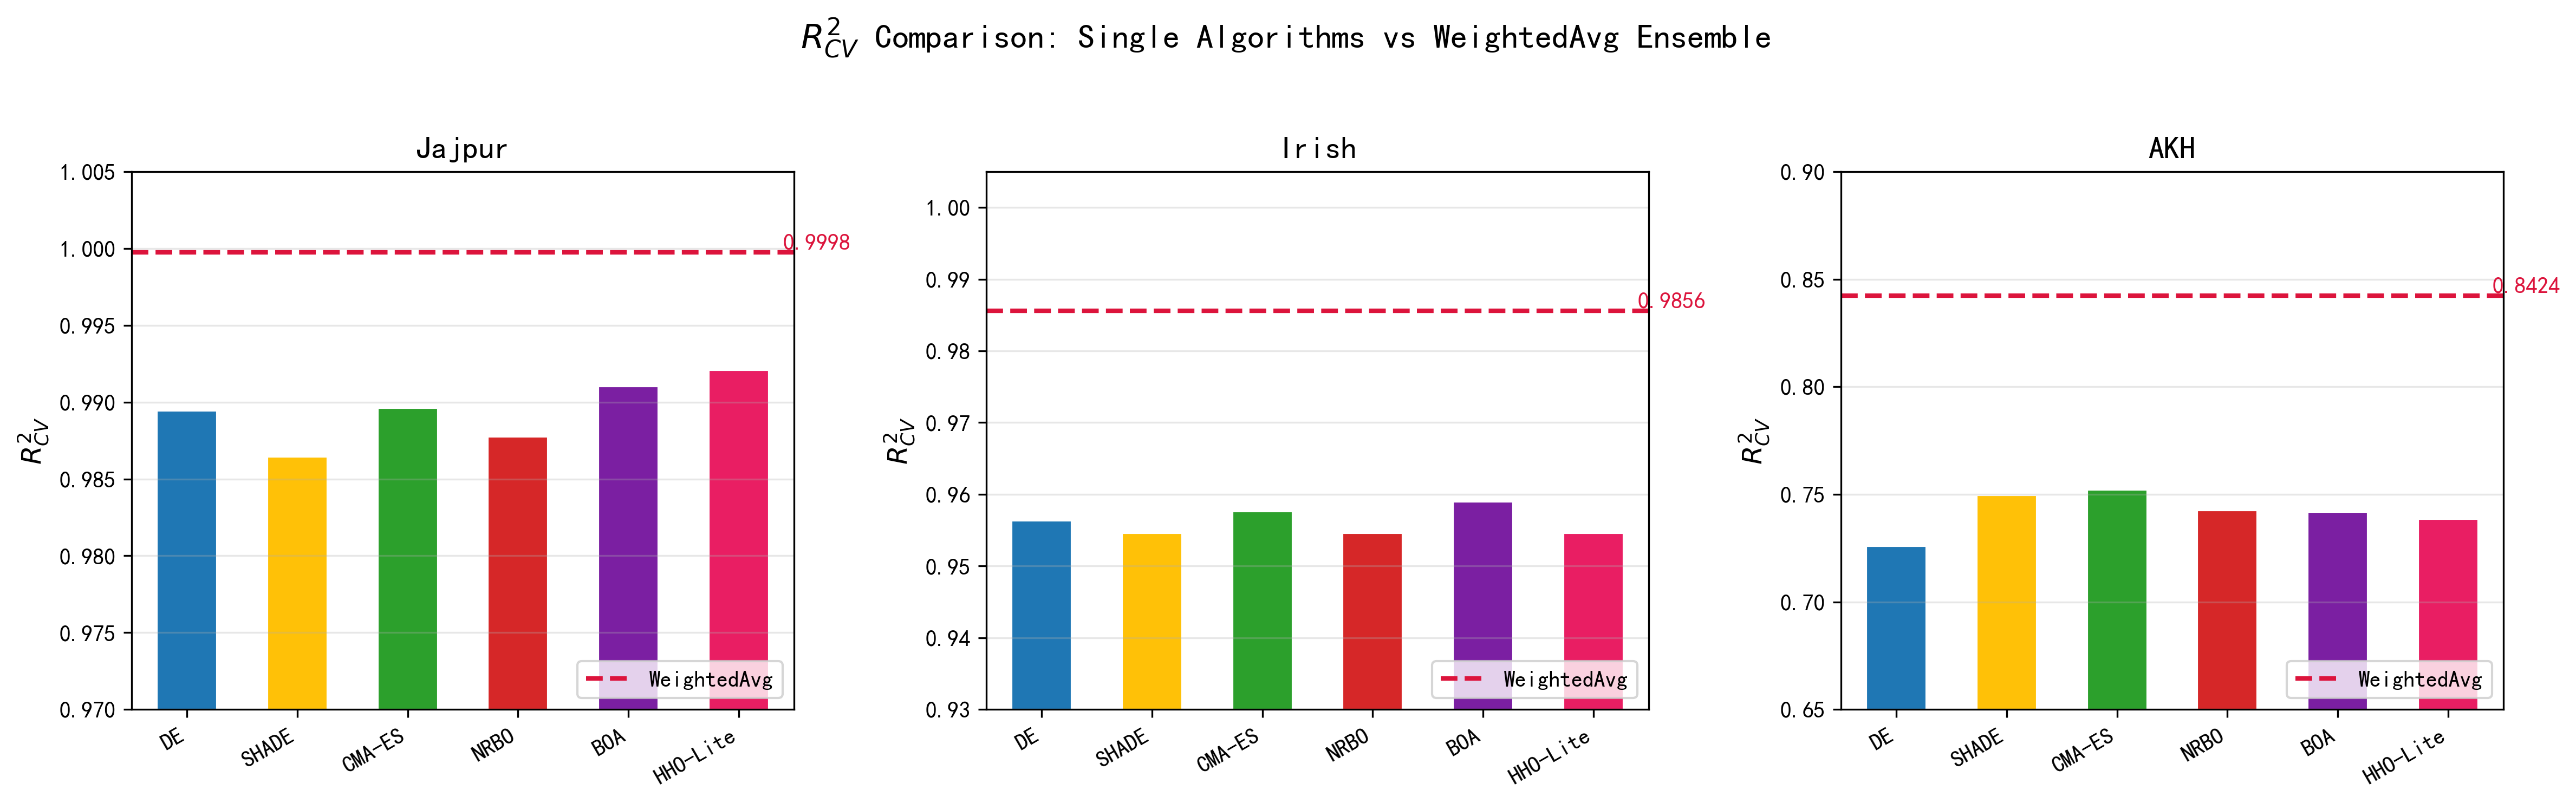 R²CV Comparison: Single Algorithms vs WeightedAvg Ensemble
Jajpur
1.005
1.000
0.995
0.990
0.985
0.980
0.975
0.970
R²CV
0.9998
WeightedAvg
DE
SHADE
CMA-ES
NRBO
BOA
HHO-Lite
Irish
1.00
0.99
0.98
0.97
0.96
0.95
0.94
0.93
R²CV
0.9856
WeightedAvg
DE
SHADE
CMA-ES
NRBO
BOA
HHO-Lite
AKH
0.90
0.85
0.80
0.75
0.70
0.65
R²CV
0.8424
WeightedAvg
DE
SHADE
CMA-ES
NRBO
BOA
HHO-Lite